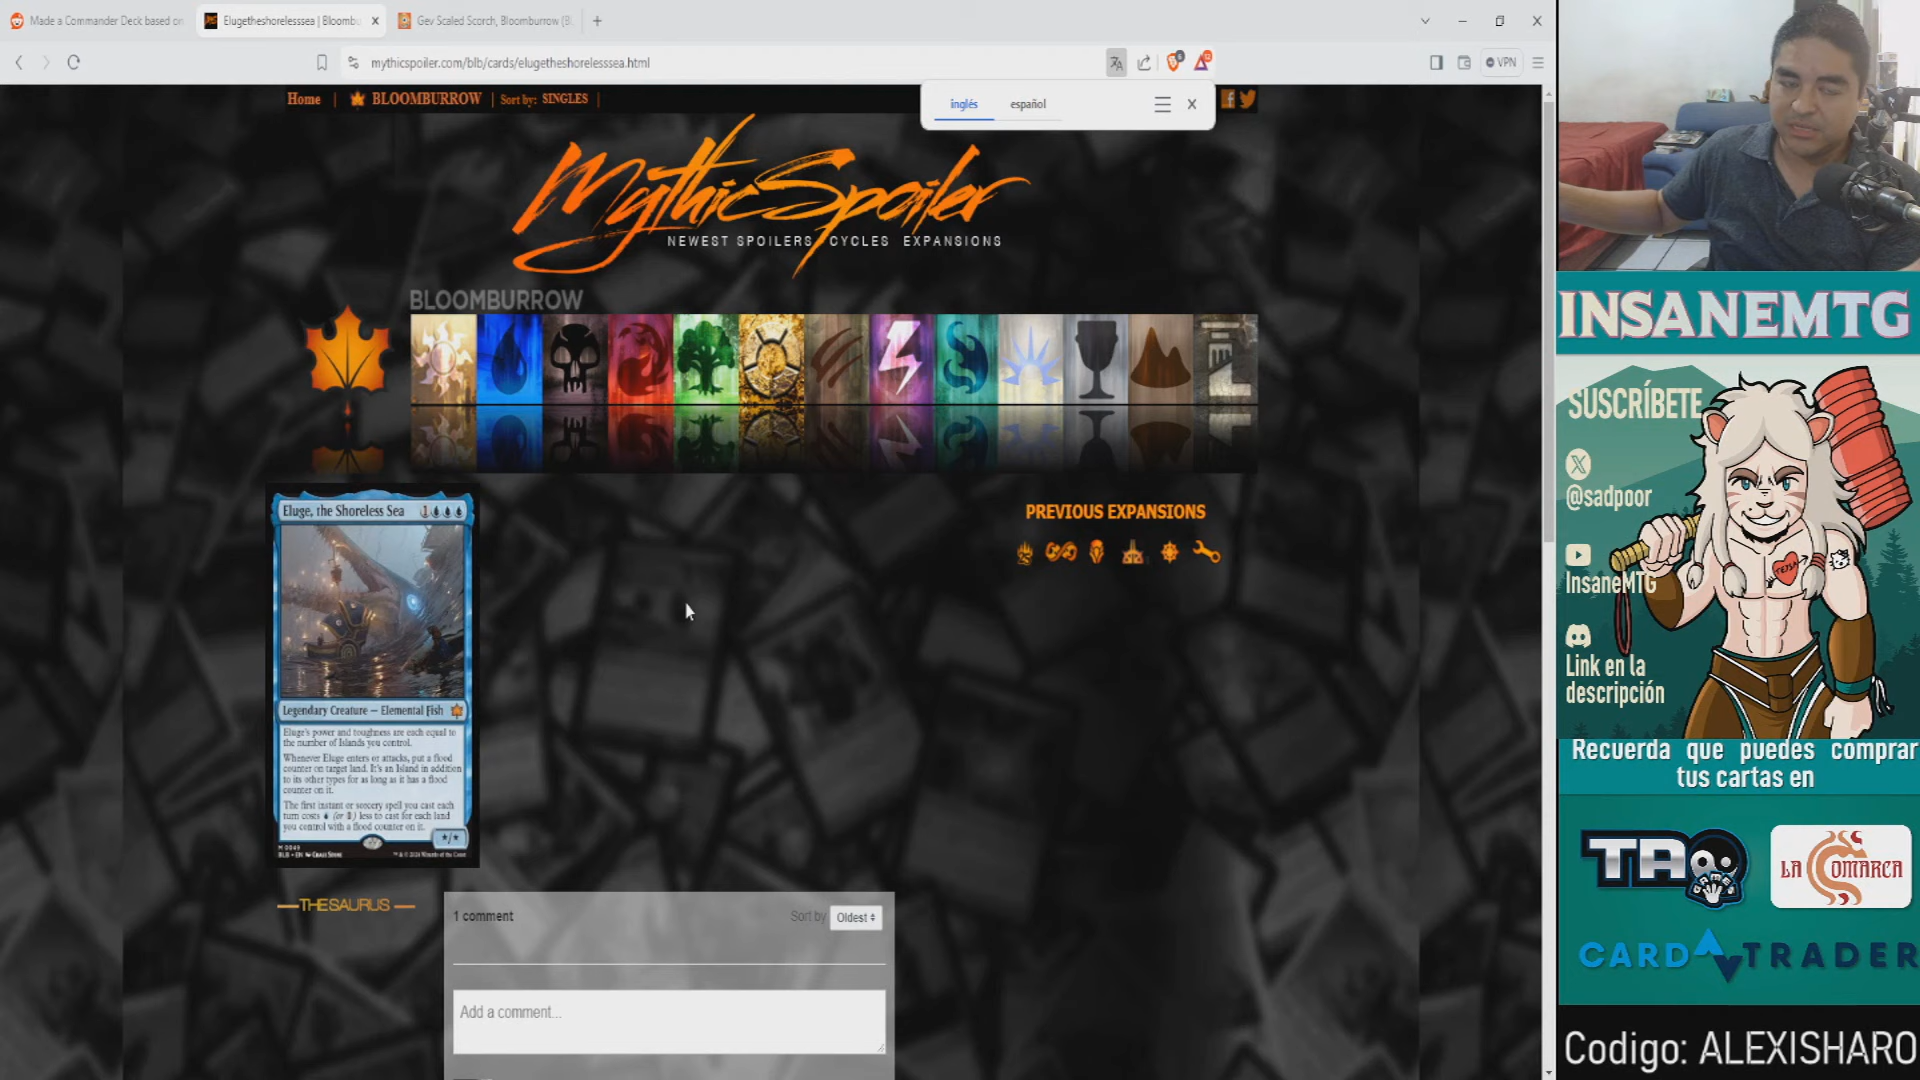 Made a Commander Deck based on
Elugetheshorelesssea | Bloombu
Gev Scaled Scorch, Bloomburrow (B
mythicspoiler.com/blb/cards/elugetheshorelesssea.html
VPN
inglés español
Home | BLOOMBURROW | Sort by: SINGLES |
MythicSpoiler
NEWEST SPOILERS CYCLES EXPANSIONS
BLOOMBURROW
PREVIOUS EXPANSIONS
Eluge, the Shoreless Sea 1
Legendary Creature – Elemental Fish
Eluge's power and toughness are each equal to
the number of Islands you control.
Whenever Eluge enters or attacks, put a flood
counter on target land. It's an Island in addition
to its other types for as long as it has a flood
counter on it.
The first instant or sorcery spell you cast each
turn costs (or 1) less to cast for each land
you control with a flood counter on it.
*/*
THESAURUS
1 comment
Sort by Oldest
Add a comment...
INSANEMTG
SUSCRÍBETE
@sadpoor
InsaneMTG
Link en la
descripción
Recuerda que puedes comprar
tus cartas en
TAO
GAMES
LA COMARCA
CARDTRADER
Codigo: ALEXISHARO